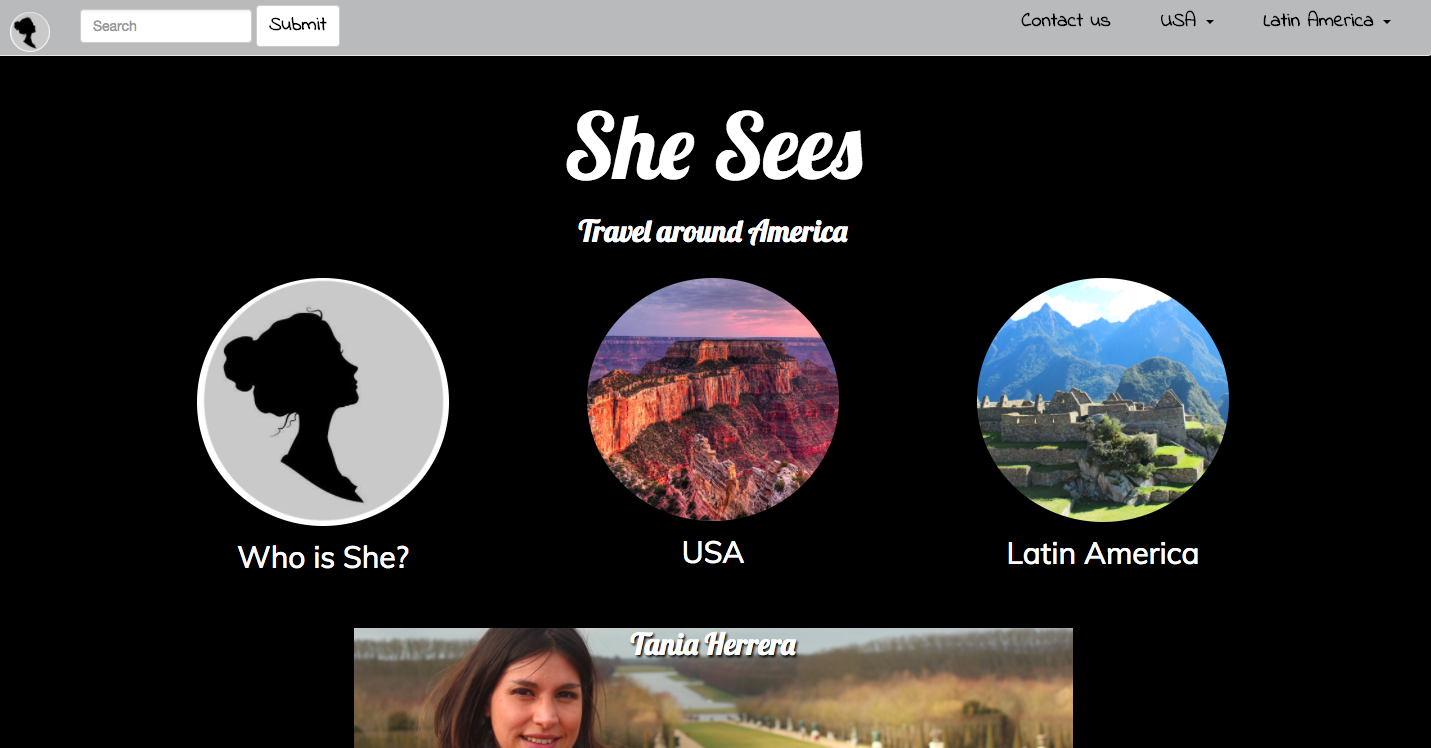 Search Submit Contact us USA Latin America
She Sees
Travel around America
Who is She? USA Latin America
Tania Herrera